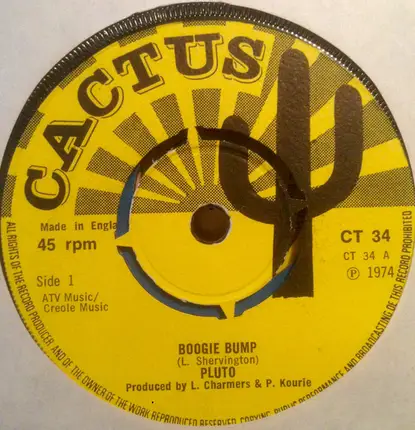 CACTUS
Made in Engla
45 rpm
CT 34
CT 34 A
Ⓟ 1974
Side 1
ATV Music/
Creole Music
BOOGIE BUMP
(L. Shervington)
PLUTO
Produced by L. Charmers & P. Kourie
ALL RIGHTS OF THE RECORD PRODUCER, AND OF THE OWNER OF THE WORK REPRODUCED RESERVED. COPYING, PUBLIC PERFORMANCE AND BROADCASTING OF THIS RECORD PROHIBITED